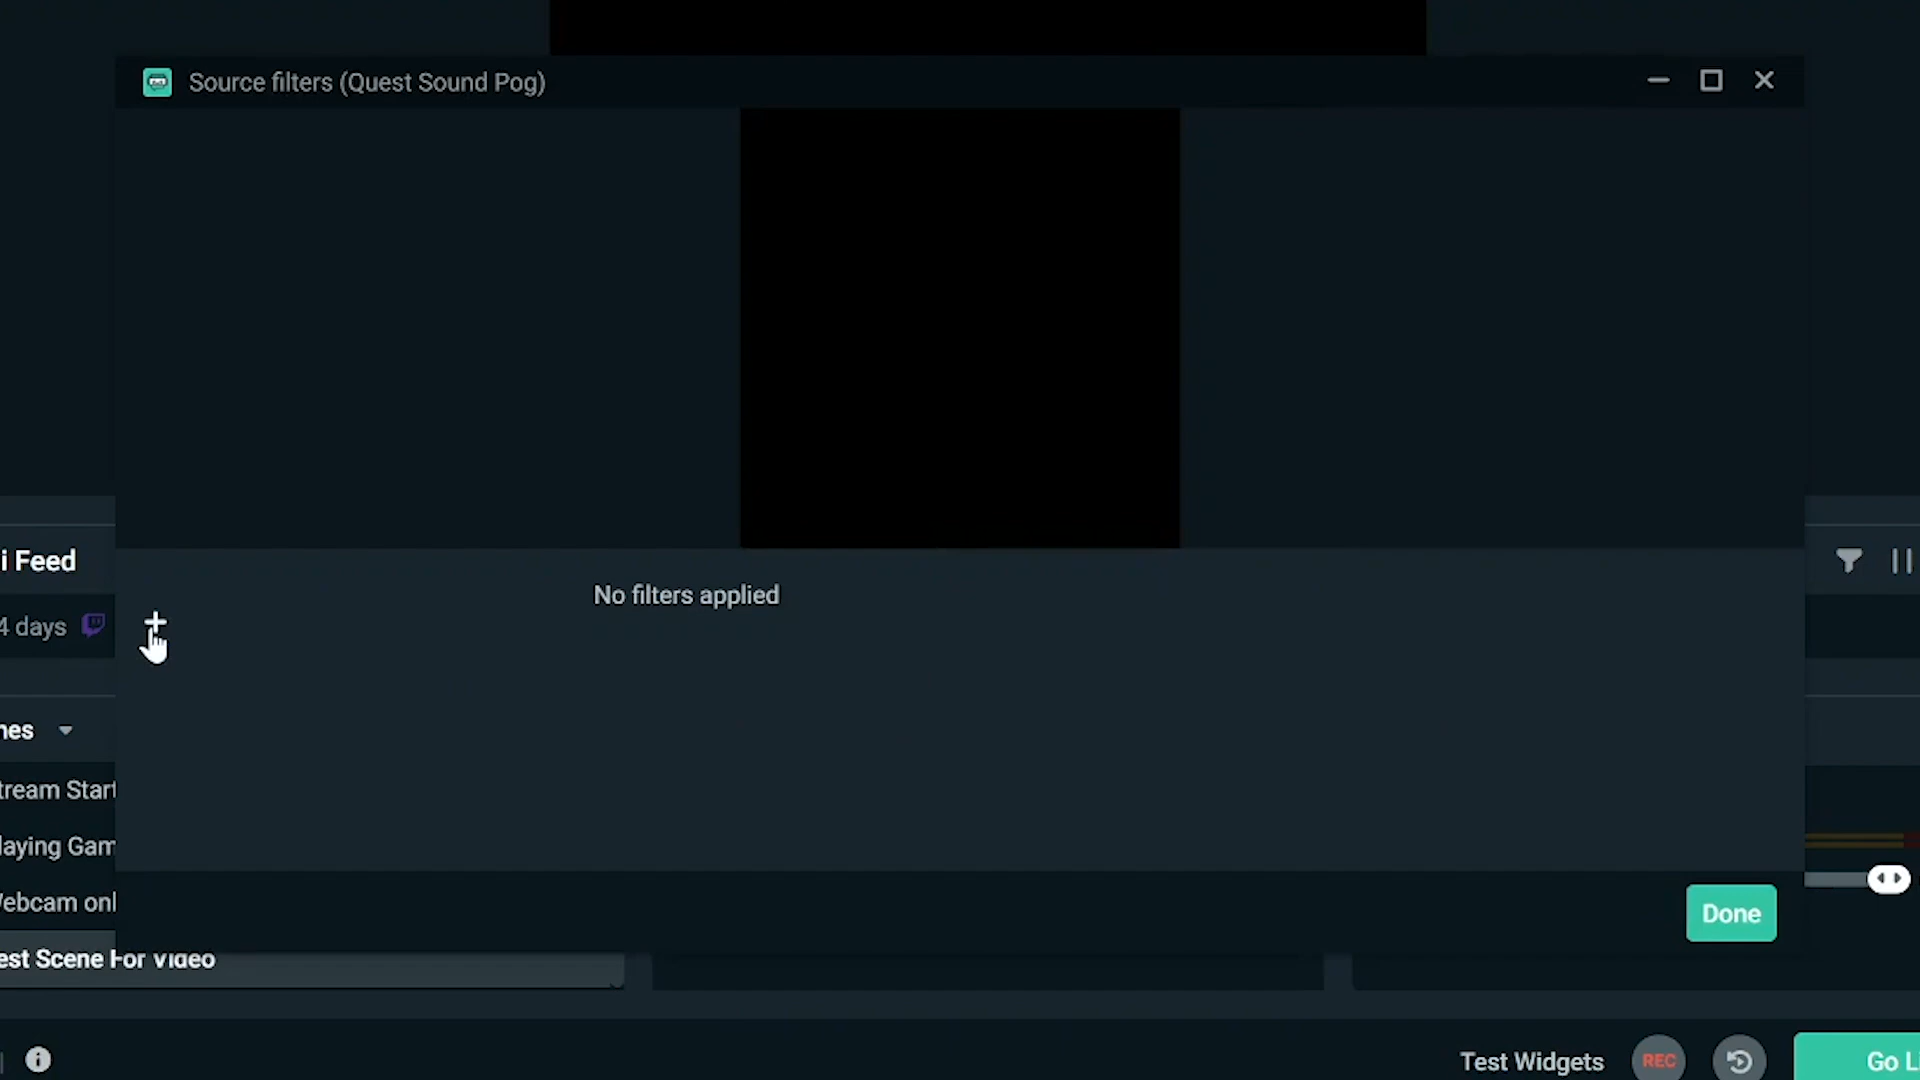 Source filters (Quest Sound Pog)
i Feed
No filters applied
4 days
nes
tream Start
laying Gam
ebcam onl
Done
est Scene For Video
Test Widgets
REC
Go L